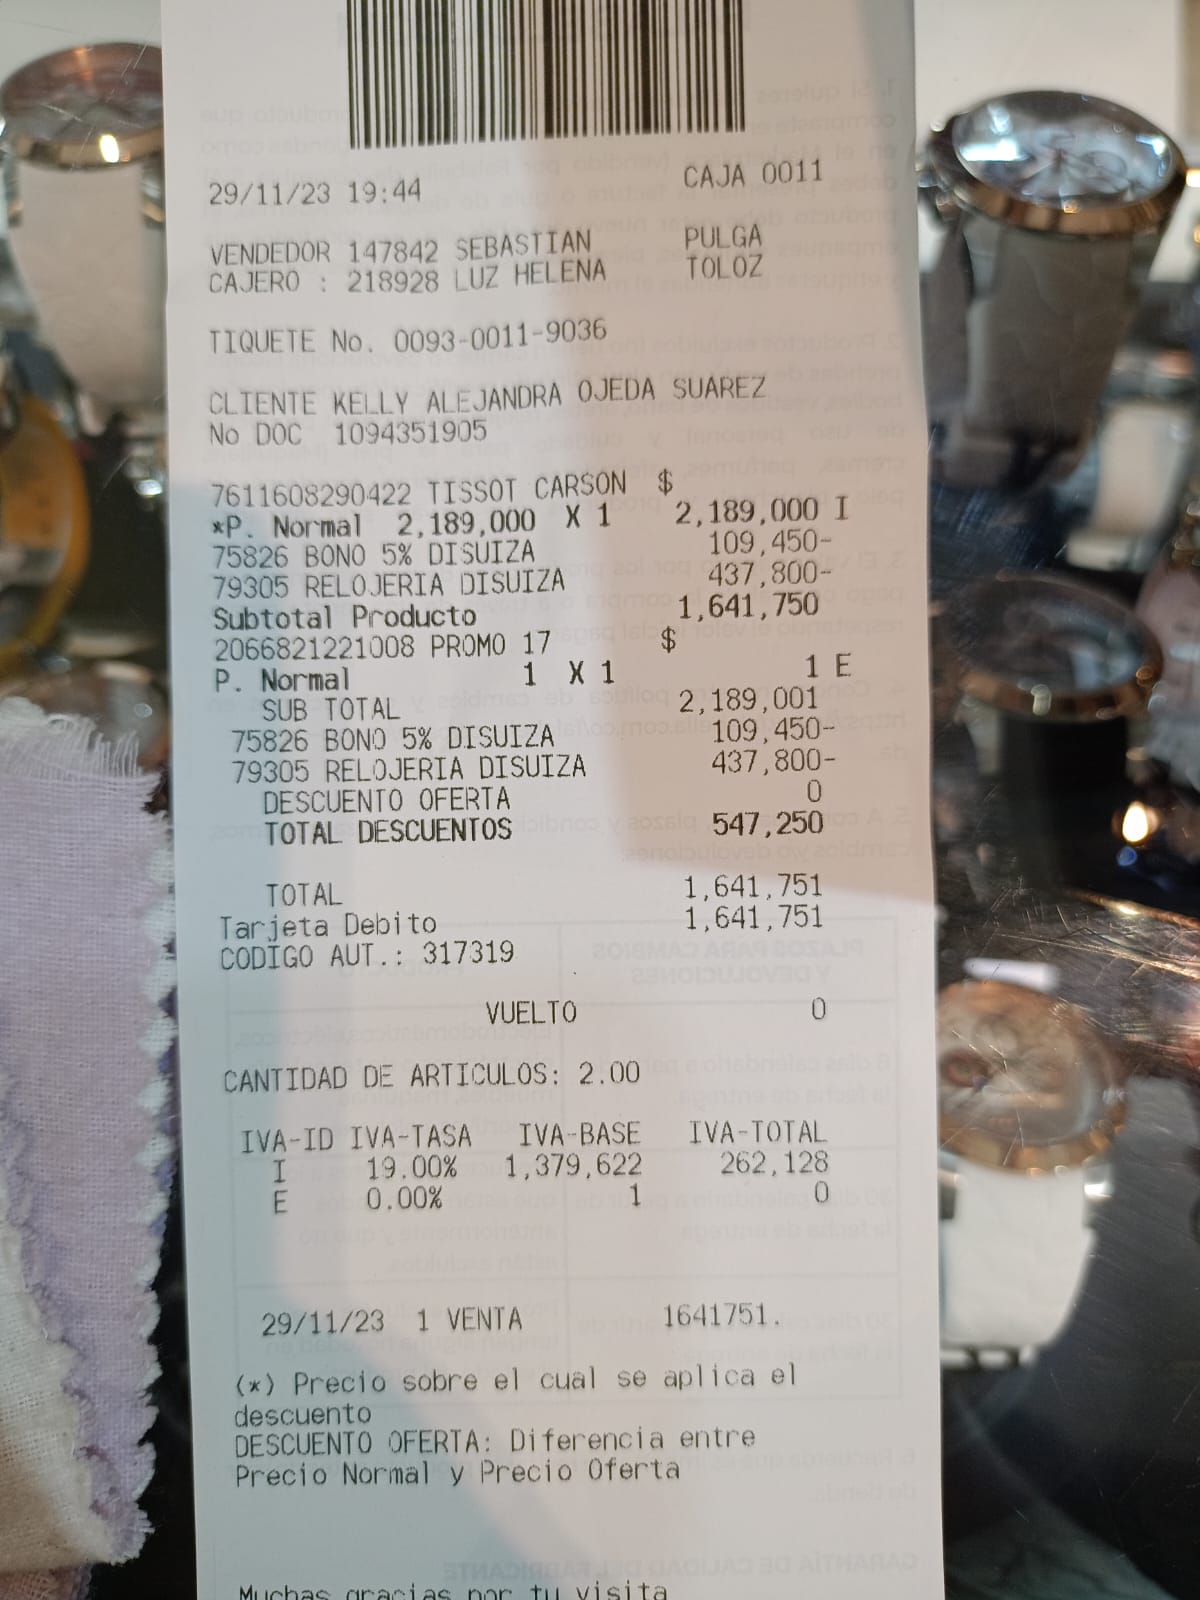 29/11/23 19:44 CAJA 0011
VENDEDOR 147842 SEBASTIAN PULGA
CAJERO : 218928 LUZ HELENA TOLOZ
TIQUETE No. 0093-0011-9036
CLIENTE KELLY ALEJANDRA OJEDA SUAREZ
No DOC 1094351905
7611608290422 TISSOT CARSON $
*P. Normal 2,189,000 X 1 2,189,000 I
75826 BONO 5% DISUIZA 109,450-
79305 RELOJERIA DISUIZA 437,800-
Subtotal Producto 1,641,750
2066821221008 PROMO 17 $
P. Normal 1 X 1 1 E
SUB TOTAL 2,189,001
75826 BONO 5% DISUIZA 109,450-
79305 RELOJERIA DISUIZA 437,800-
DESCUENTO OFERTA 0
TOTAL DESCUENTOS 547,250
TOTAL 1,641,751
Tarjeta Debito 1,641,751
CODIGO AUT.: 317319
VUELTO 0
CANTIDAD DE ARTICULOS: 2.00
IVA-ID IVA-TASA IVA-BASE IVA-TOTAL
I 19.00% 1,379,622 262,128
E 0.00% 1 0
29/11/23 1 VENTA 1641751.
(*) Precio sobre el cual se aplica el
descuento
DESCUENTO OFERTA: Diferencia entre
Precio Normal y Precio Oferta
Muchas gracias por tu visita